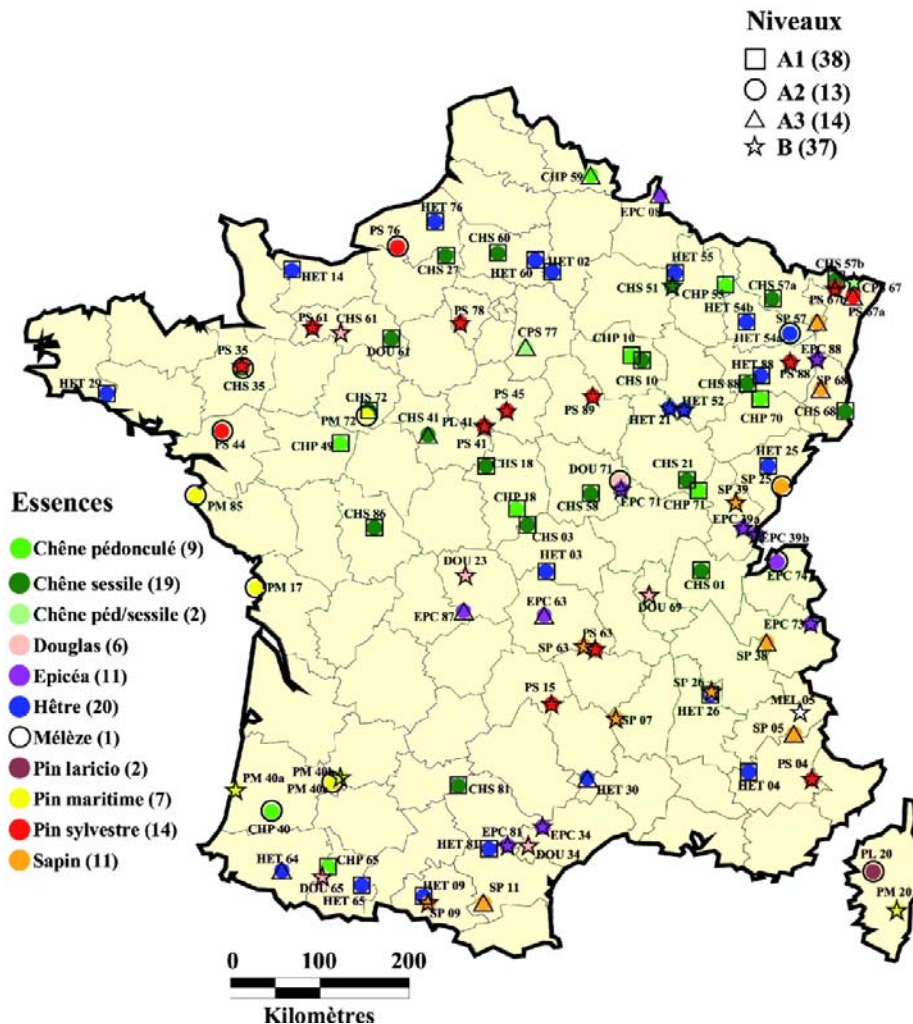 Niveaux
A1 (38)
A2 (13)
A3 (14)
B (37)
CHP 59
EPC 08
HET 76
PS 76
CHS 60
CHS 27
HET 60
HET 02
HET 14
HET 55
CHS 51
CHP 55
CHS 57a
CHS 57b
CPS 67
PS 67b
PS 67a
HET 54b
SP 57
HET 54a
PS 61
CHS 61
PS 78
DOU 61
CPS 77
CHP 10
CHS 10
EPC 88
HET 88
PS 88
SP 68
CHS 88
CHP 70
CHS 68
PS 35
CHS 35
HET 29
CHS 72
PM 72
CHS 41
PL 41
PS 45
PS 41
PS 89
HET 21
HET 52
PS 44
CHP 49
CHS 18
DOU 71
CHS 21
HET 25
SP 25
SP 39
PM 85
CHS 86
CHP 18
CHS 58
EPC 71
CHP 71
EPC 39a
EPC 39b
CHS 03
HET 03
DOU 23
EPC 74
CHS 01
PM 17
EPC 87
EPC 63
DOU 69
EPC 73
SP 63
PS 63
SP 38
PS 15
SP 07
SP 26
HET 26
MEL 05
SP 05
PS 04
HET 04
PM 40a
PM 40b
CHP 40
CHS 81
HET 30
EPC 34
EPC 81
HET 81
DOU 34
HET 64
CHP 65
DOU 65
HET 65
HET 09
SP 09
SP 11
PL 20
PM 20
Essences
Chêne pédonculé (9)
Chêne sessile (19)
Chêne péd/sessile (2)
Douglas (6)
Epicéa (11)
Hêtre (20)
Mélèze (1)
Pin laricio (2)
Pin maritime (7)
Pin sylvestre (14)
Sapin (11)
0 100 200
Kilomètres